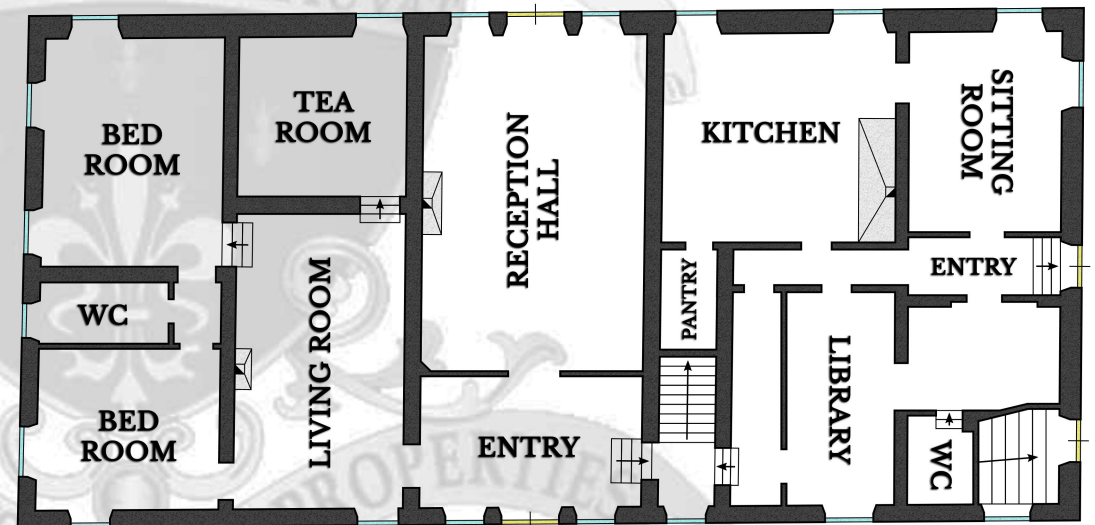 BED
ROOM
TEA
ROOM
RECEPTION
HALL
KITCHEN
SITTING
ROOM
WC
LIVING ROOM
PANTRY
ENTRY
BED
ROOM
ENTRY
LIBRARY
WC
PROPERTIES